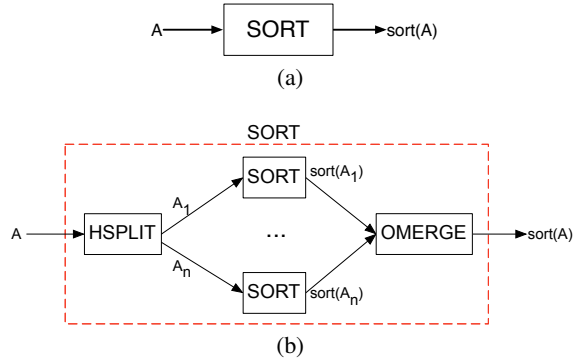 A SORT sort(A)
(a)
SORT
SORT
A₁ sort(A₁)
A HSPLIT ... OMERGE sort(A)
Aₙ sort(Aₙ)
SORT
(b)